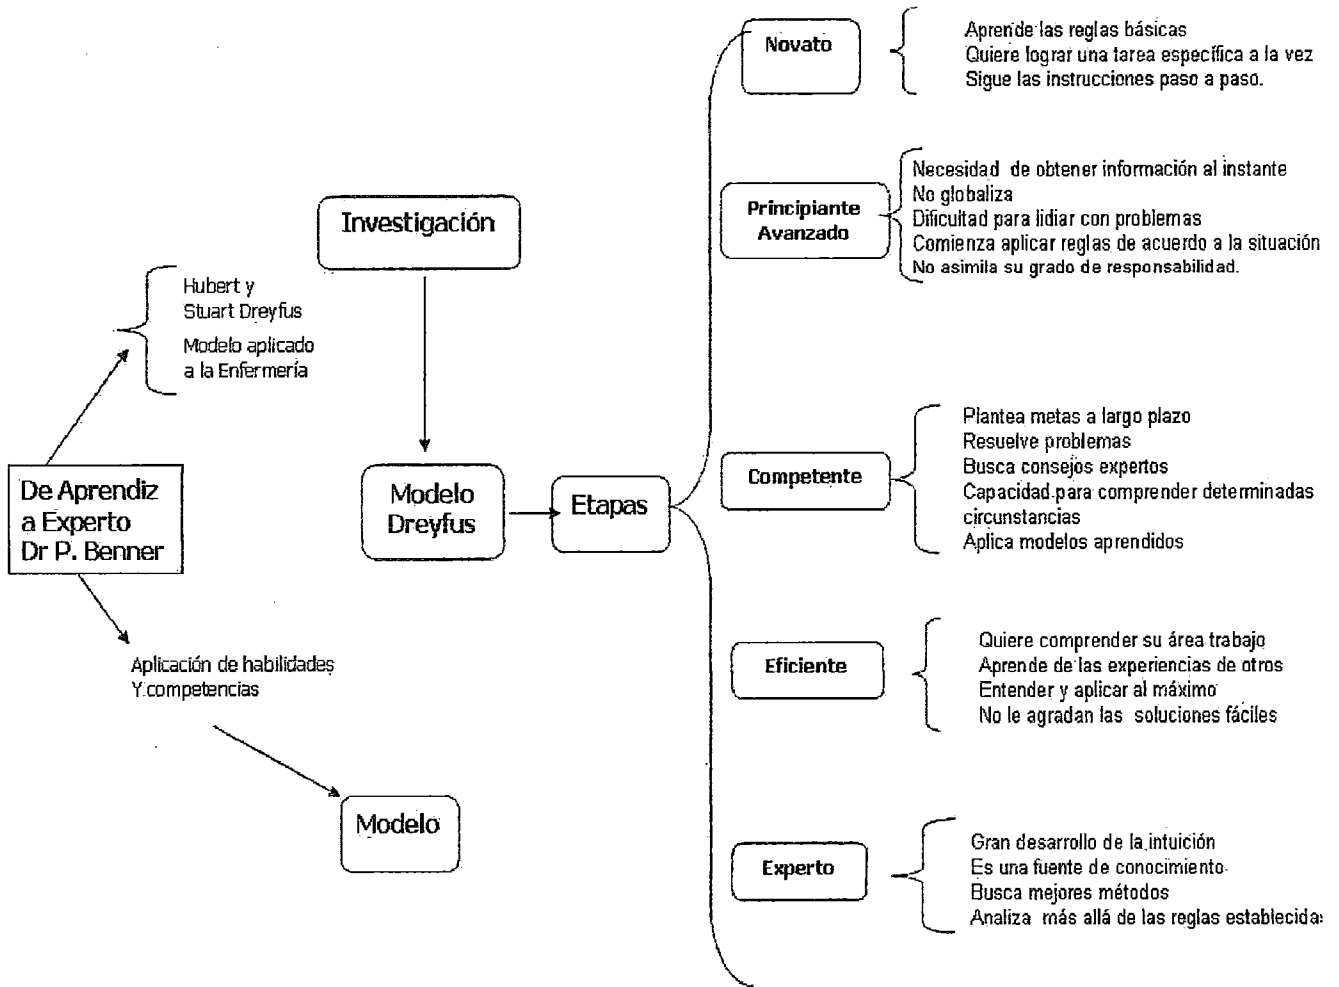 Novato
Aprende las reglas básicas
Quiere lograr una tarea específica a la vez
Sigue las instrucciones paso a paso.
Principiante
Avanzado
Necesidad de obtener información al instante
No globaliza
Dificultad para lidiar con problemas
Comienza aplicar reglas de acuerdo a la situación
No asimila su grado de responsabilidad.
Investigación
Hubert y
Stuart Dreyfus
Modelo aplicado
a la Enfermería
De Aprendiz
a Experto
Dr P. Benner
Modelo
Dreyfus
Etapas
Competente
Plantea metas a largo plazo
Resuelve problemas
Busca consejos expertos
Capacidad para comprender determinadas
circunstancias
Aplica modelos aprendidos
Aplicación de habilidades
Y competencias
Modelo
Eficiente
Quiere comprender su área trabajo
Aprende de las experiencias de otros
Entender y aplicar al máximo
No le agradan las soluciones fáciles
Experto
Gran desarrollo de la intuición
Es una fuente de conocimiento
Busca mejores métodos
Analiza más allá de las reglas establecidas